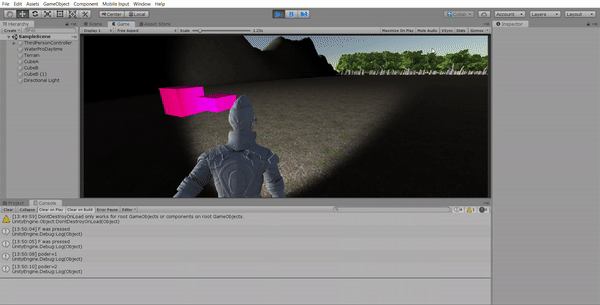 File Edit Assets GameObject Component Mobile Input Window Help
Center Local
Collab Account Layers Layout
Hierarchy
Scene Game Asset Store
Inspector
Create
Display 1 Free Aspect Scale Maximize On Play Mute Audio VSync Stats Gizmos
SampleScene
ThirdPersonController
WaterProDaytime
Terrain
CubeA
CubeB
CubeB (1)
Directional Light
Project Console
Clear Collapse Clear on Play Clear on Build Error Pause Editor
[13:49:59] DontDestroyOnLoad only works for root GameObjects or components on root GameObjects.
UnityEngine.Object:DontDestroyOnLoad(Object)
[13:50:04] F was pressed
UnityEngine.Debug:Log(Object)
[13:50:05] F was pressed
UnityEngine.Debug:Log(Object)
[13:50:08] poder=1
UnityEngine.Debug:Log(Object)
[13:50:10] poder=2
UnityEngine.Debug:Log(Object)